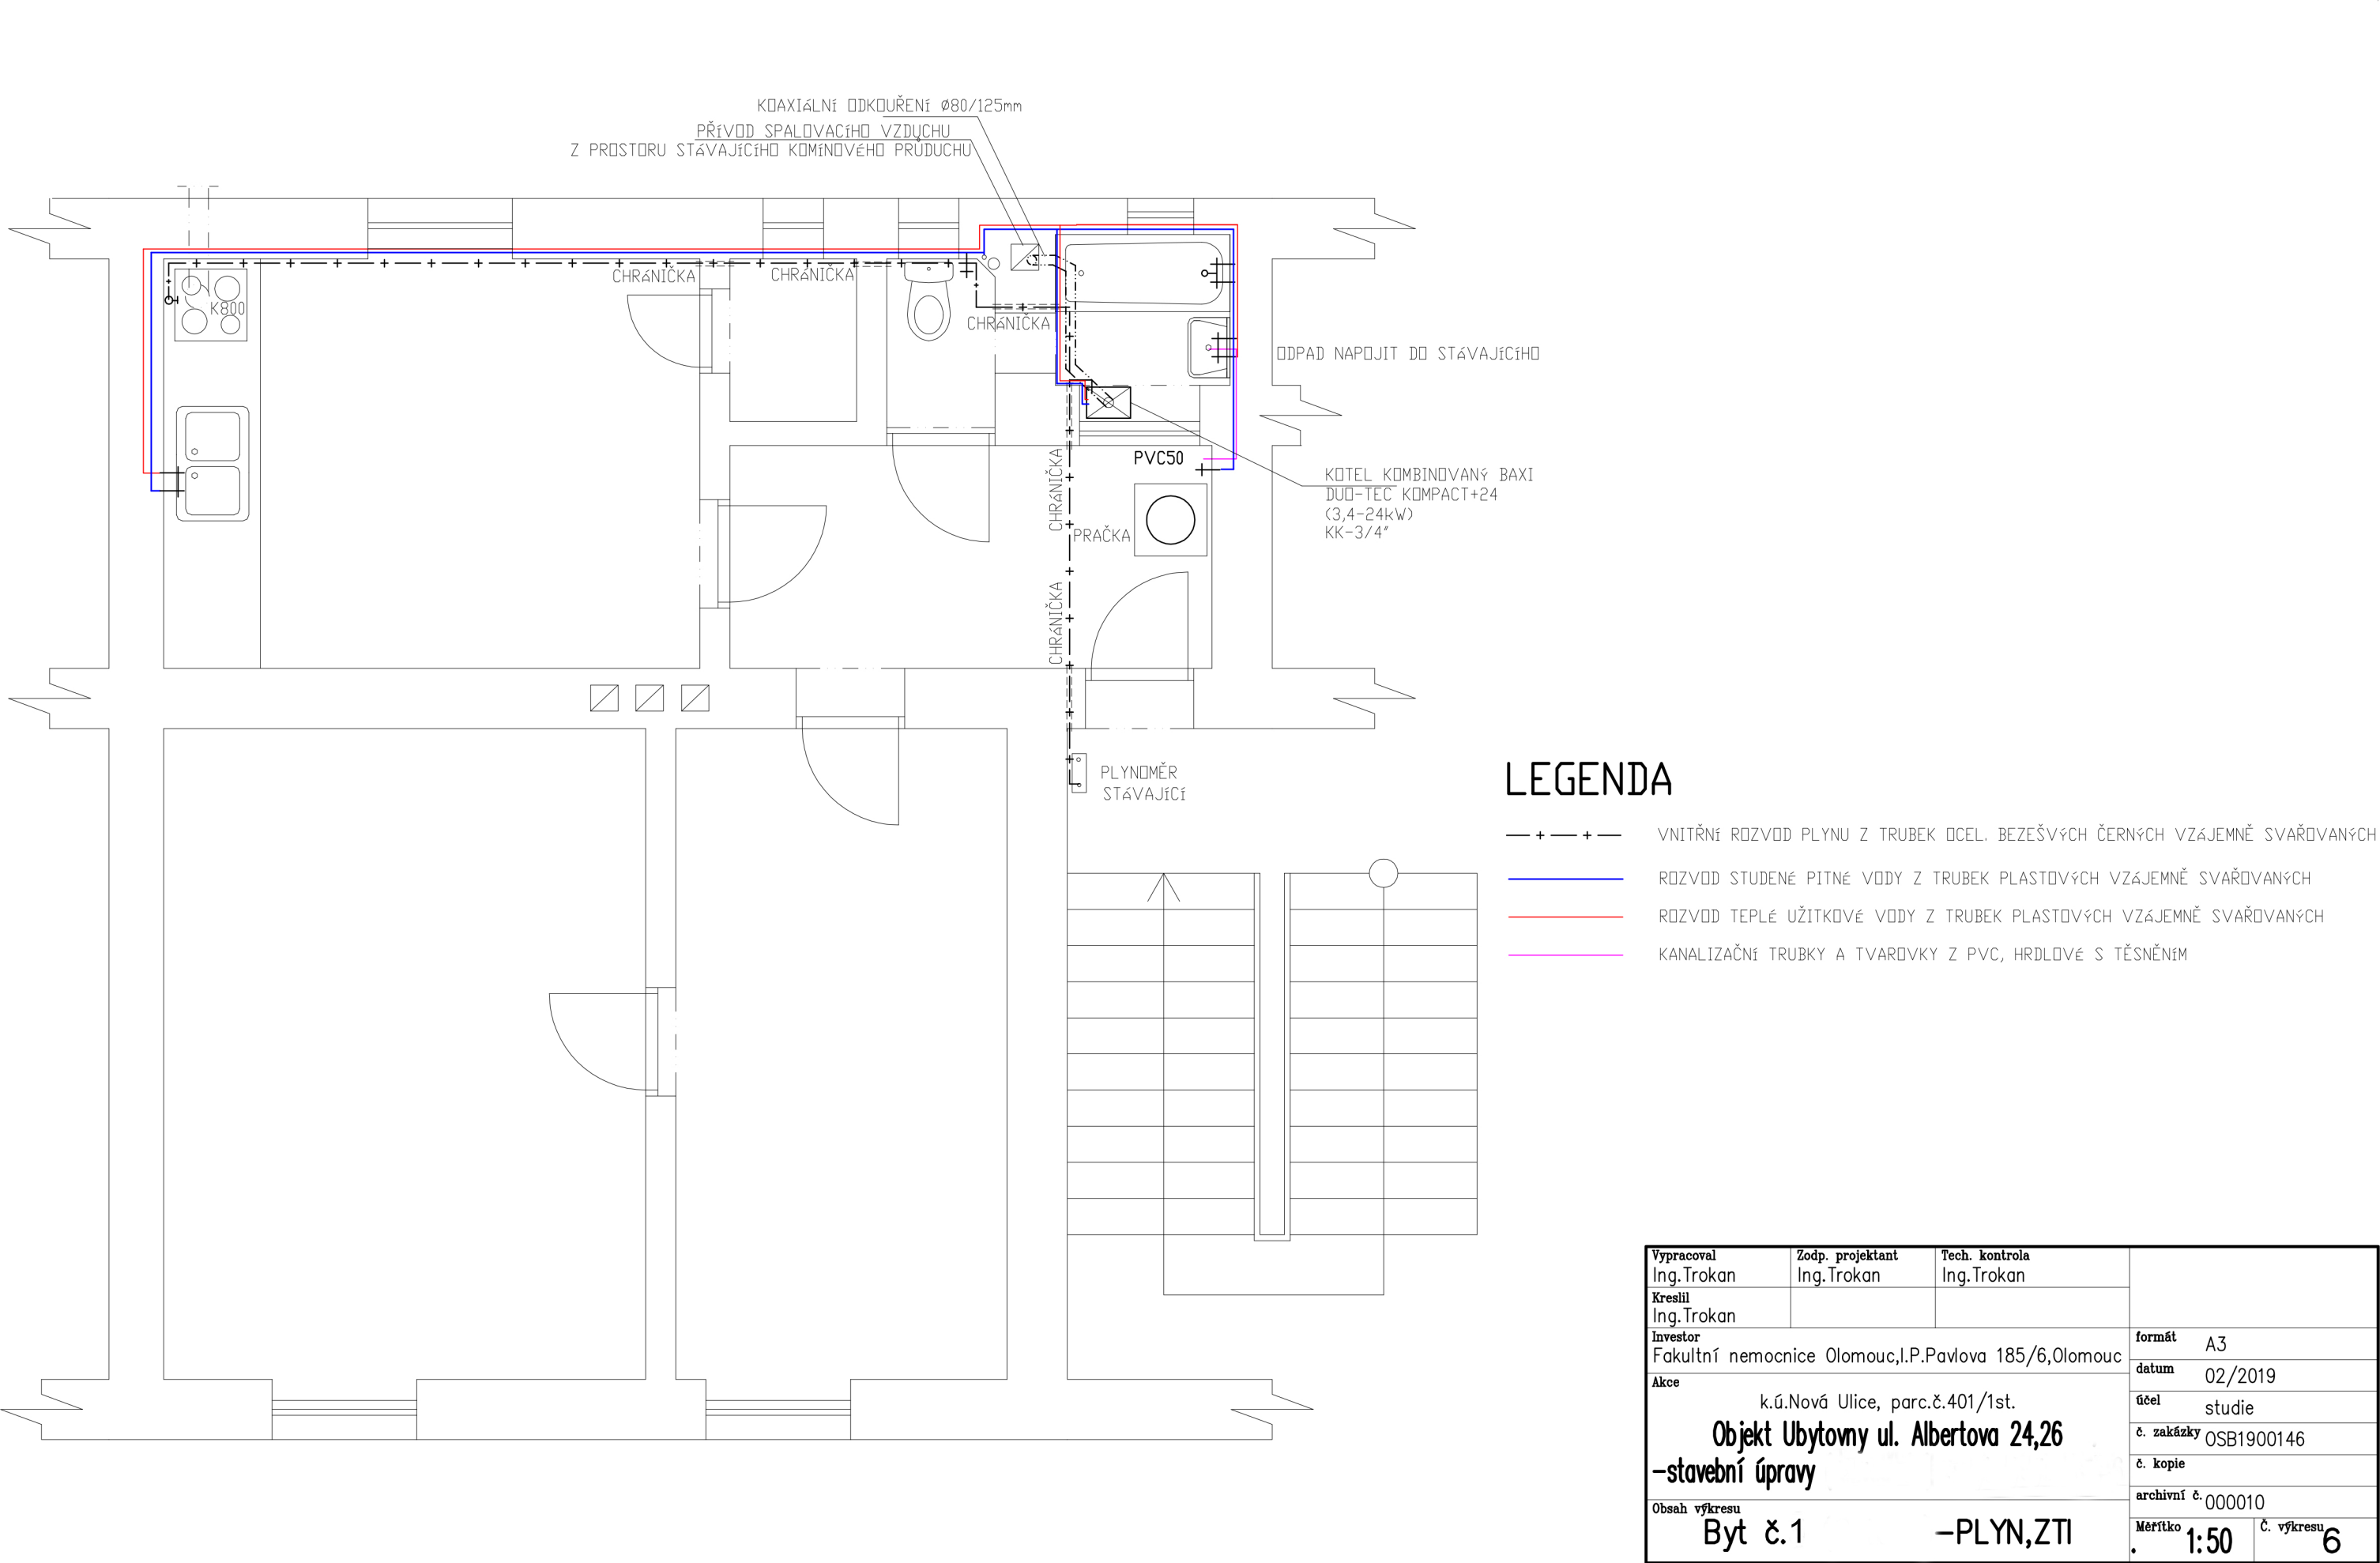 KOAXIÁLNÍ ODKOUŘENÍ Ø80/125mm
PŘÍVOD SPALOVACÍHO VZDUCHU
Z PROSTORU STÁVAJÍCÍHO KOMÍNOVÉHO PRŮDUCHU
CHRÁNIČKA
CHRÁNIČKA
K800
CHRÁNIČKA
ODPAD NAPOJIT DO STÁVAJÍCÍHO
PVC50
CHRÁNIČKA
KOTEL KOMBINOVANÝ BAXI
DUO-TEC KOMPACT+24
(3,4-24kW)
KK-3/4"
PRAČKA
CHRÁNIČKA
PLYNOMĚR
STÁVAJÍCÍ
LEGENDA
VNITŘNÍ ROZVOD PLYNU Z TRUBEK OCEL. BEZEŠVÝCH ČERNÝCH VZÁJEMNĚ SVAŘOVANÝCH
ROZVOD STUDENÉ PITNÉ VODY Z TRUBEK PLASTOVÝCH VZÁJEMNĚ SVAŘOVANÝCH
ROZVOD TEPLÉ UŽITKOVÉ VODY Z TRUBEK PLASTOVÝCH VZÁJEMNĚ SVAŘOVANÝCH
KANALIZAČNÍ TRUBKY A TVAROVKY Z PVC, HRDLOVÉ S TĚSNĚNÍM
Vypracoval Zodp. projektant Tech. kontrola
Ing.Trokan Ing.Trokan Ing.Trokan
Kreslil
Ing.Trokan
Investor
Fakultní nemocnice Olomouc,I.P.Pavlova 185/6,Olomouc
formát A3
datum 02/2019
Akce
k.ú.Nová Ulice, parc.č.401/1st.
účel studie
Objekt Ubytovny ul. Albertova 24,26
č. zakázky OSB1900146
-stavební úpravy
č. kopie
archivní č. 000010
Obsah výkresu
Byt č.1 -PLYN,ZTI
Měřítko 1:50
Č. výkresu 6